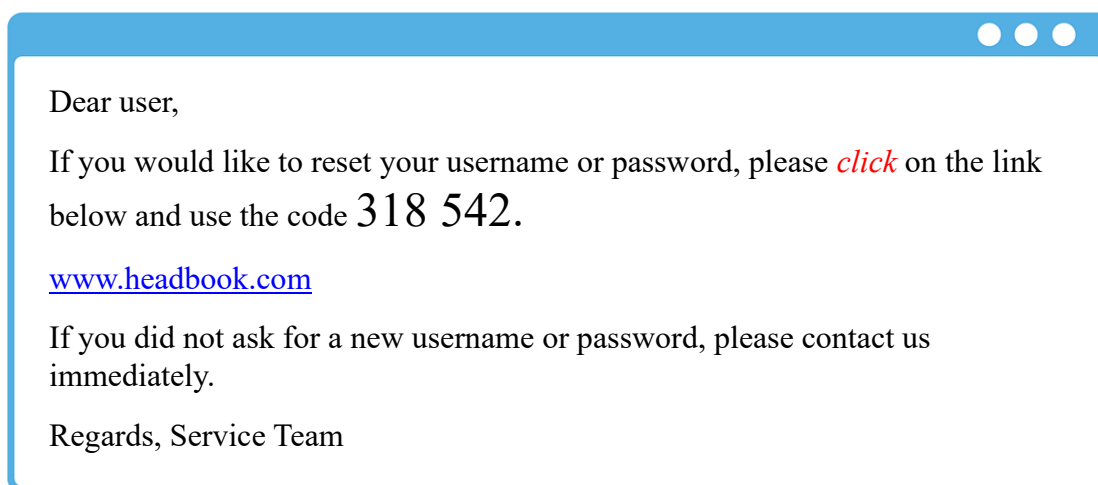 Dear user,
If you would like to reset your username or password, please click on the link
below and use the code 318 542.
www.headbook.com
If you did not ask for a new username or password, please contact us
immediately.
Regards, Service Team